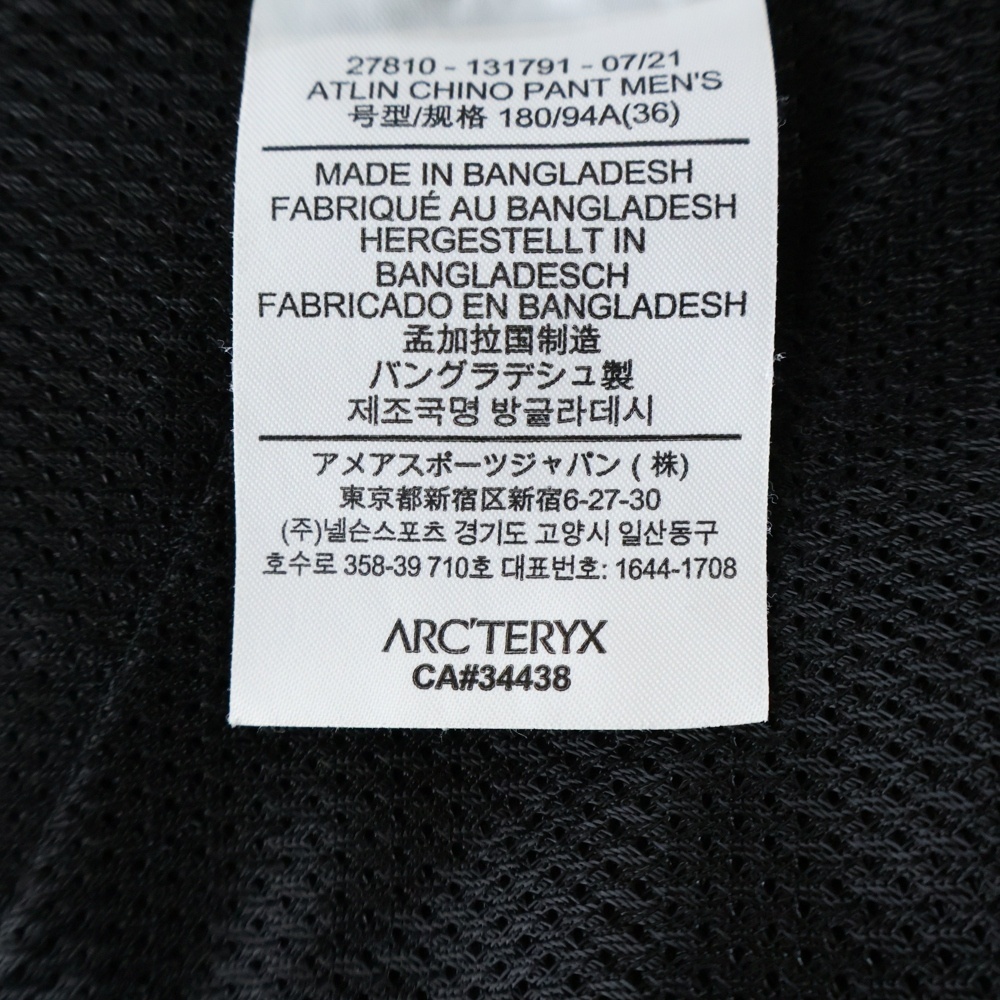 27810 - 131791 - 07/21
ATLIN CHINO PANT MEN'S
号型/规格 180/94A(36)
MADE IN BANGLADESH
FABRIQUÉ AU BANGLADESH
HERGESTELLT IN
BANGLADESCH
FABRICADO EN BANGLADESH
孟加拉国制造
バングラデシュ製
제조국명 방글라데시
アメアスポーツジャパン ( 株)
東京都新宿区新宿6-27-30
(주)넬슨스포츠 경기도 고양시 일산동구
호수로 358-39 710호 대표번호: 1644-1708
ARC'TERYX
CA#34438